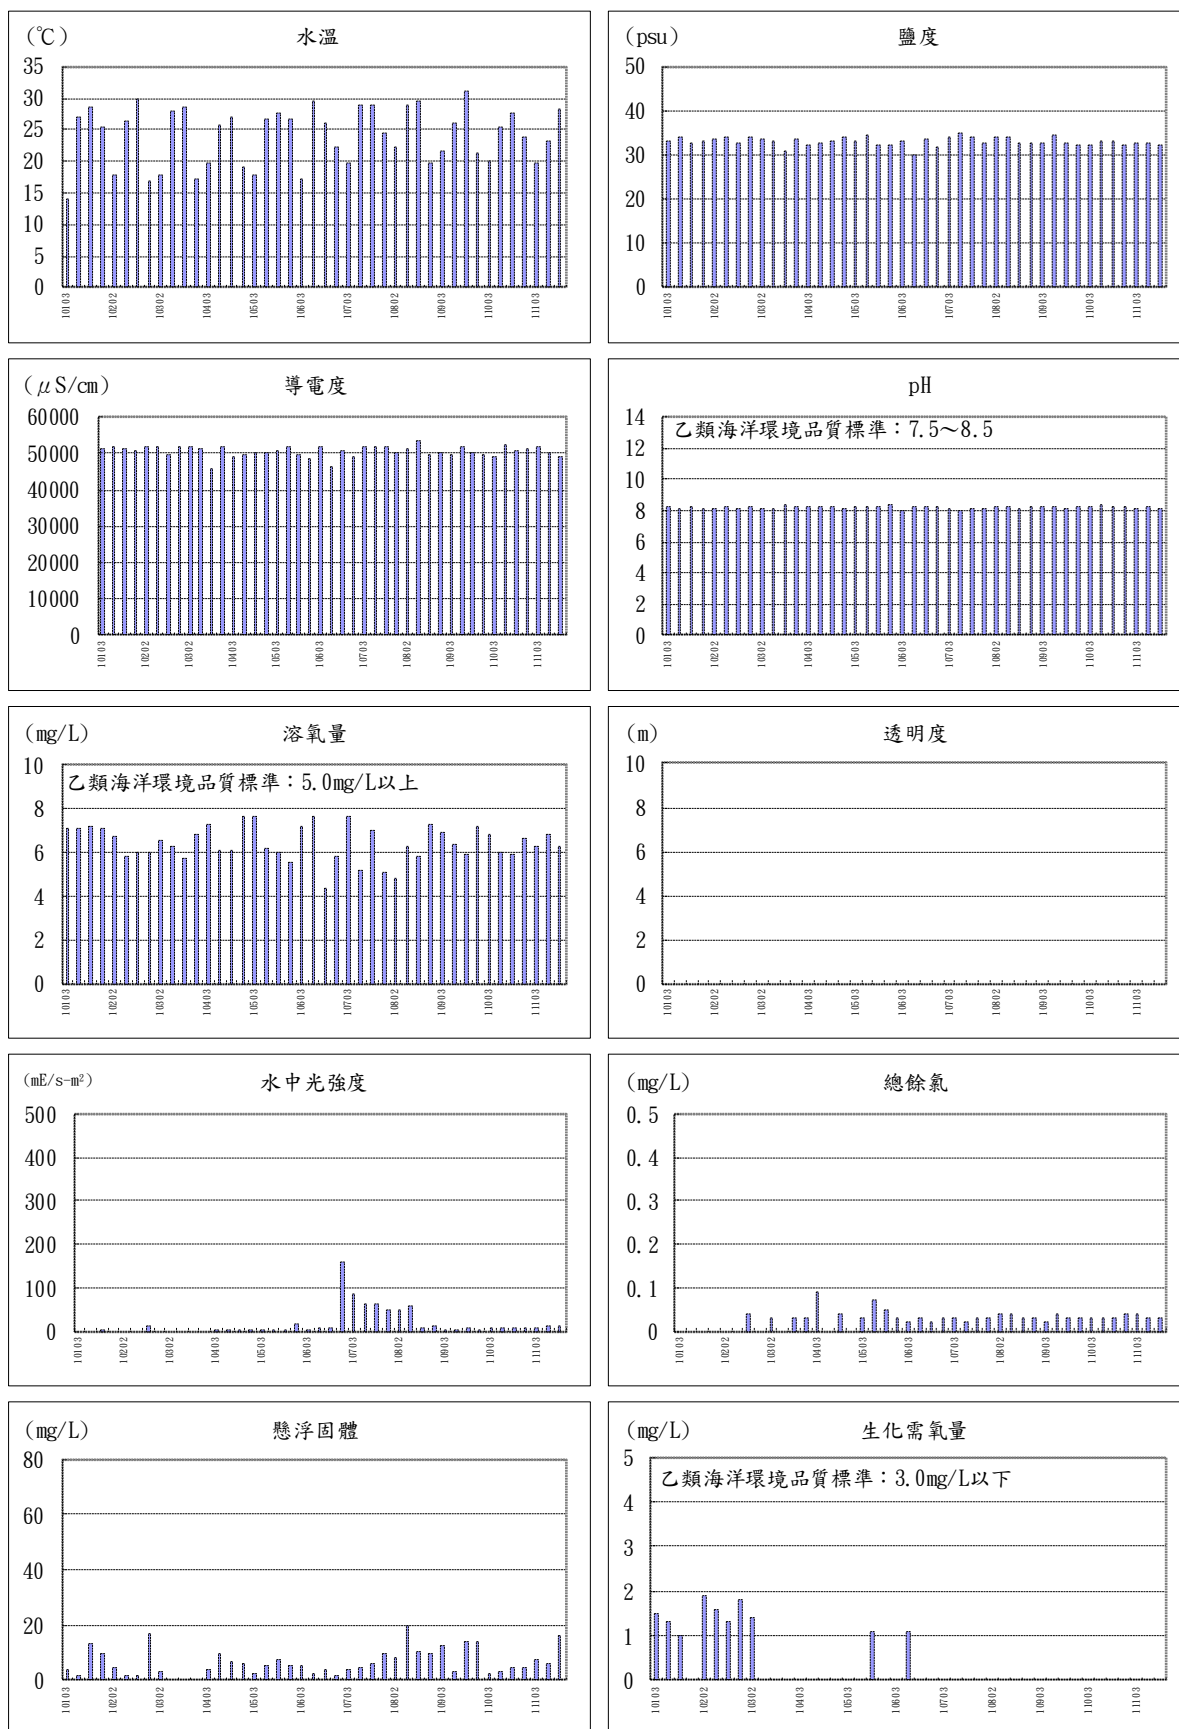 (℃) 水溫
35
30
25
20
15
10
5
0
10103 10202 10302 10403 10503 10603 10703 10802 10903 11003 11103
(psu) 鹽度
50
40
30
20
10
0
10103 10202 10302 10403 10503 10603 10703 10802 10903 11003 11103
(μS/cm) 導電度
60000
50000
40000
30000
20000
10000
0
10103 10202 10302 10403 10503 10603 10703 10802 10903 11003 11103
pH
14
乙類海洋環境品質標準：7.5～8.5
12
10
8
6
4
2
0
10103 10202 10302 10403 10503 10603 10703 10802 10903 11003 11103
(mg/L) 溶氧量
10
乙類海洋環境品質標準：5.0mg/L以上
8
6
4
2
0
10103 10202 10302 10403 10503 10603 10703 10802 10903 11003 11103
(m) 透明度
10
8
6
4
2
0
10103 10202 10302 10403 10503 10603 10703 10802 10903 11003 11103
(mE/s-m²) 水中光強度
500
400
300
200
100
0
10103 10202 10302 10403 10503 10603 10703 10802 10903 11003 11103
(mg/L) 總餘氯
0.5
0.4
0.3
0.2
0.1
0
10103 10202 10302 10403 10503 10603 10703 10802 10903 11003 11103
(mg/L) 懸浮固體
80
60
40
20
0
10103 10202 10302 10403 10503 10603 10703 10802 10903 11003 11103
(mg/L) 生化需氧量
5
乙類海洋環境品質標準：3.0mg/L以下
4
3
2
1
0
10103 10202 10302 10403 10503 10603 10703 10802 10903 11003 11103